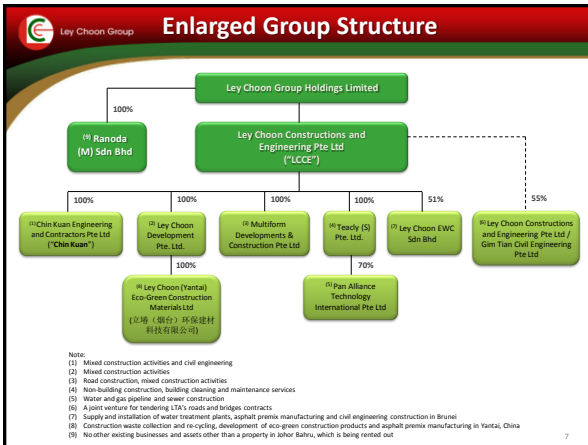 Ley Choon Group
Enlarged Group Structure
Ley Choon Group Holdings Limited
100%
(9) Ranoda
(M) Sdn Bhd
Ley Choon Constructions and
Engineering Pte Ltd
("LCCE")
100%
100%
100%
100%
51%
55%
(1)Chin Kuan Engineering
and Contractors Pte Ltd
("Chin Kuan")
(2) Ley Choon
Development
Pte. Ltd.
(3) Multiform Developments
& Construction Pte Ltd
(4) Teacly (S)
Pte. Ltd.
(7) Ley Choon EWC
Sdn Bhd
(6) Ley Choon Constructions
and Engineering Pte Ltd /
Gim Tian Civil Engineering
Pte Ltd
100%
70%
(8) Ley Choon (Yantai)
Eco-Green Construction
Materials Ltd
(立堾（烟台）环保建材
科技有限公司)
(5) Pan Alliance
Technology
International Pte Ltd
Note:
(1) Mixed construction activities and civil engineering
(2) Mixed construction activities
(3) Road construction, mixed construction activities
(4) Non-building construction, building cleaning and maintenance services
(5) Water and gas pipeline and sewer construction
(6) A joint venture for tendering LTA's roads and bridges contract
(7) Supply and installation of water treatment plants, asphalt premix manufacturing and civil engineering construction in Brunei
(8) Construction waste collection and re-cycling, development of eco-green construction products and asphalt premix manufacturing in Yantai, China
(9) No other existing businesses and assets other than a property in Johor Bahru, which is being rented out
7